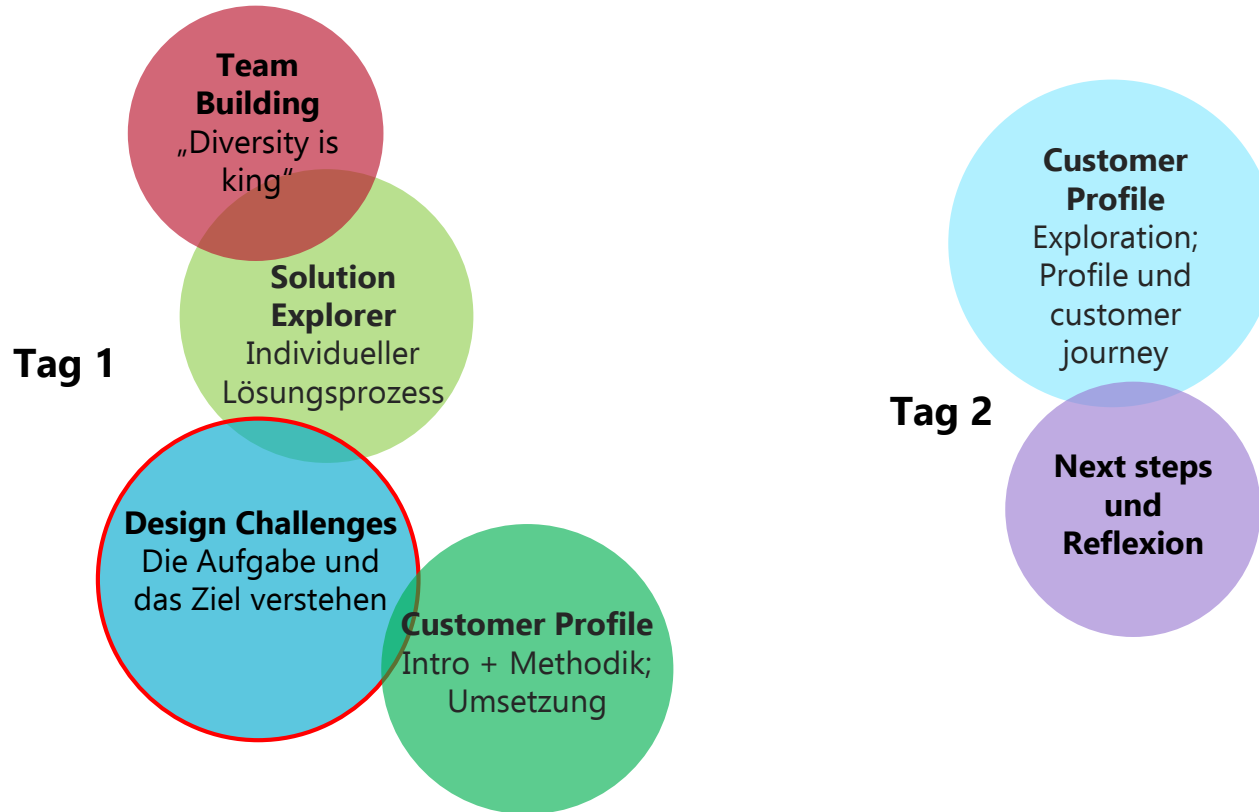 Tag 1
Team
Building
„Diversity is
king“
Solution
Explorer
Individueller
Lösungsprozess
Design Challenges
Die Aufgabe und
das Ziel verstehen
Customer Profile
Intro + Methodik;
Umsetzung
Tag 2
Customer
Profile
Exploration;
Profile und
customer
journey
Next steps
und
Reflexion